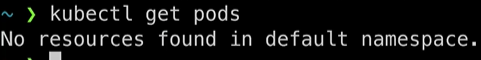 ~ ❯ kubectl get pods
No resources found in default namespace.